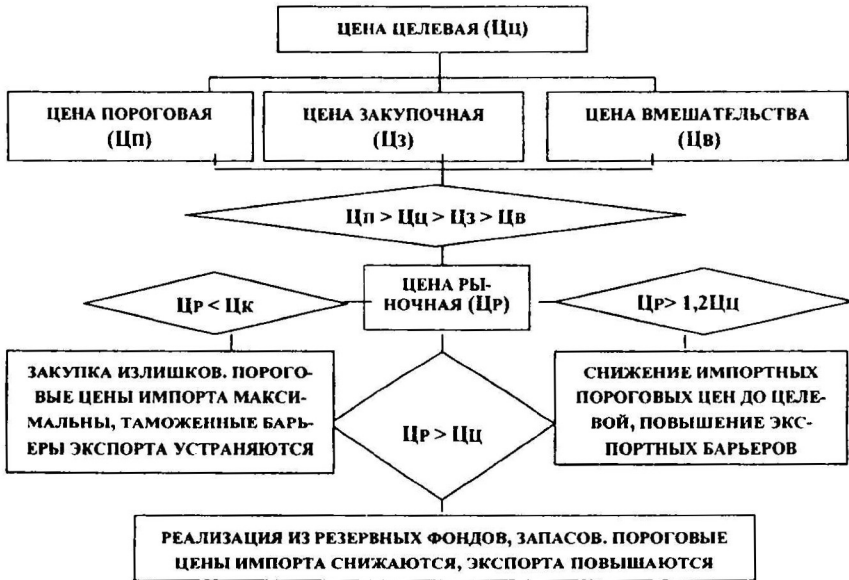 ЦЕНА ЦЕЛЕВАЯ (Цц)
ЦЕНА ПОРОГОВАЯ
(Цп)
ЦЕНА ЗАКУПОЧНАЯ
(Цз)
ЦЕНА ВМЕШАТЕЛЬСТВА
(Цв)
Цп > Цц > Цз > Цв
ЦЕНА РЫ-
НОЧНАЯ (Цр)
Цр < Цк
Цр> 1,2Цц
ЗАКУПКА ИЗЛИШКОВ. ПОРОГО-
ВЫЕ ЦЕНЫ ИМПОРТА МАКСИ-
МАЛЬНЫ, ТАМОЖЕННЫЕ БАРЬ-
ЕРЫ ЭКСПОРТА УСТРАНЯЮТСЯ
Цр > Цц
СНИЖЕНИЕ ИМПОРТНЫХ
ПОРОГОВЫХ ЦЕН ДО ЦЕЛЕ-
ВОЙ, ПОВЫШЕНИЕ ЭКС-
ПОРТНЫХ БАРЬЕРОВ
РЕАЛИЗАЦИЯ ИЗ РЕЗЕРВНЫХ ФОНДОВ, ЗАПАСОВ. ПОРОГОВЫЕ
ЦЕНЫ ИМПОРТА СНИЖАЮТСЯ, ЭКСПОРТА ПОВЫШАЮТСЯ